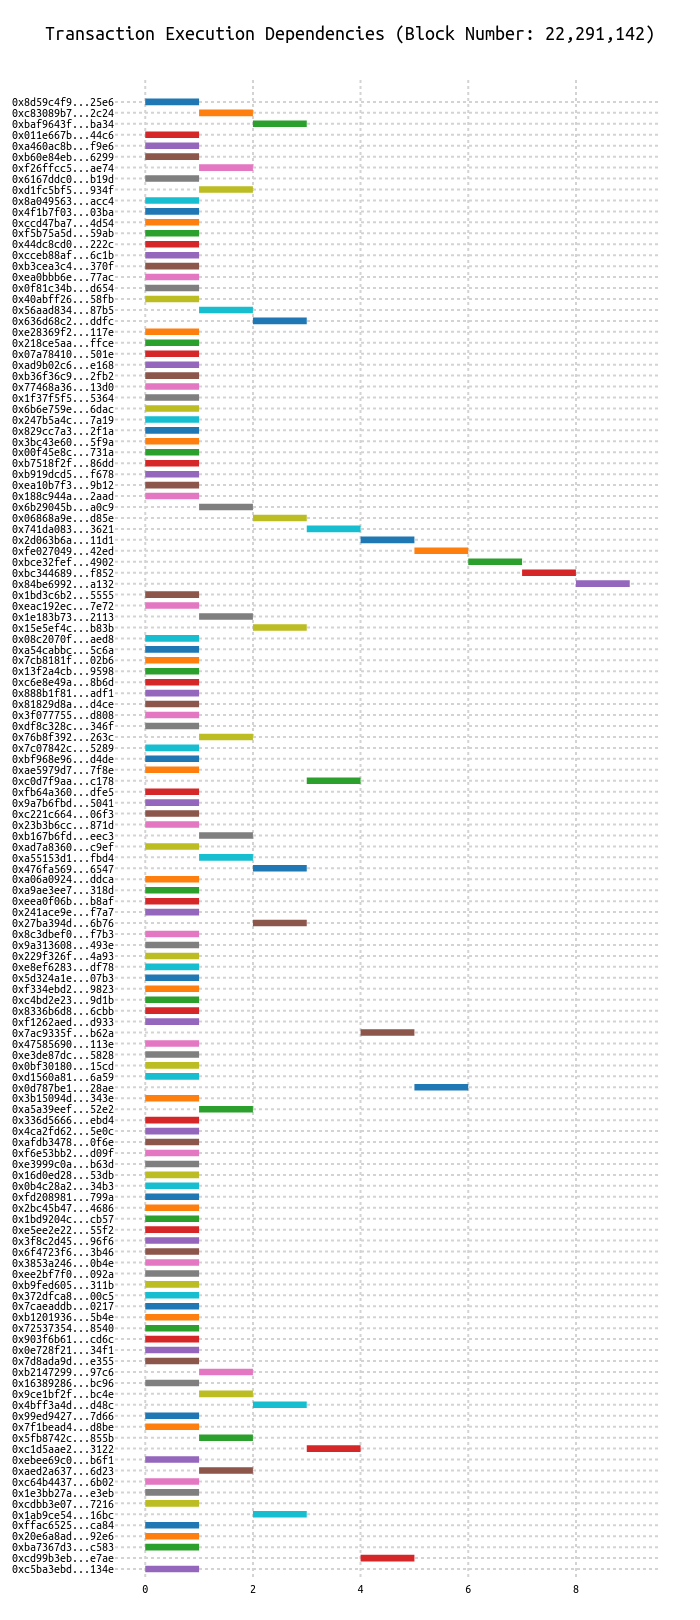 Transaction Execution Dependencies (Block Number: 22,291,142)
0x8d59c4f9...25e6
0xc83089b7...2c24
0xbaf9643f...ba34
0x011e667b...44c6
0xa460ac8b...f9e6
0xb60e84eb...6299
0xf26ffcc5...ae74
0x6167ddc0...b19d
0xd1fc5bf5...934f
0x8a049563...acc4
0x4f1b7f03...03ba
0xccd47ba7...4d54
0xf5b75a5d...59ab
0x44dc8cd0...222c
0xcceb88af...6c1b
0xb3cea3c4...370f
0xea0bbb6e...77ac
0x0f81c34b...d654
0x40abff26...58fb
0x56aad834...87b5
0x636d68c2...ddfc
0xe28369f2...117e
0x218ce5aa...ffce
0x07a78410...501e
0xad9b02c6...e168
0xb36f36c9...2fb2
0x77468a36...13d0
0x1f37f5f5...5364
0x6b6e759e...6dac
0x247b5a4c...7a19
0x829cc7a3...2f1a
0x3bc43e60...5f9a
0x00f45e8c...731a
0xb7518f2f...86dd
0xb919dcd5...f678
0xea10b7f3...9b12
0x188c944a...2aad
0x6b29045b...a0c9
0x06868a9e...d85e
0x741da083...3621
0x2d063b6a...11d1
0xfe027049...42ed
0xbce32fef...4902
0xbc344689...f852
0x84be6992...a132
0x1bd3c6b2...5555
0xeac192ec...7e72
0x1e183b73...2113
0x15e5ef4c...b83b
0x08c2070f...aed8
0xa54cabbc...5c6a
0x7cb8181f...02b6
0x13f2a4cb...9598
0xc6e8e49a...8b6d
0x888b1f81...adf1
0x81829d8a...d4ce
0x3f077755...d808
0xdf8c328c...346f
0x76b8f392...263c
0x7c07842c...5289
0xbf968e96...d4de
0xae5979d7...7f8e
0xc0d7f9aa...c178
0xfb64a360...dfe5
0x9a7b6fbd...5041
0xc221c664...06f3
0x23b3b6cc...871d
0xb167b6fd...eec3
0xad7a8360...c9ef
0xa55153d1...fbd4
0x476fa569...6547
0xa06a0924...ddca
0xa9ae3ee7...318d
0xeea0f06b...b8af
0x241ace9e...f7a7
0x27ba394d...6b76
0x8c3dbef0...f7b3
0x9a313608...493e
0x229f326f...4a93
0xe8ef6283...df78
0x5d324a1e...07b3
0xf334ebd2...9823
0xc4bd2e23...9d1b
0x8336b6d8...6cbb
0xf1262aed...d933
0x7ac9335f...b62a
0x47585690...113e
0xe3de87dc...5828
0x0bf30180...15cd
0xd1560a81...6a59
0x0d787be1...28ae
0x3b15094d...343e
0xa5a39eef...52e2
0x336d5666...ebd4
0x4ca2fd62...5e0c
0xafdb3478...0f6e
0xf6e53bb2...d09f
0xe3999c0a...b63d
0x16d0ed28...53db
0x0b4c28a2...34b3
0xfd208981...799a
0x2bc45b47...4686
0x1bd9204c...cb57
0xe5ee2e22...55f2
0x3f8c2d45...96f6
0x6f4723f6...3b46
0x3853a246...0b4e
0xee2bf7f0...092a
0xb9fed605...311b
0x372dfca8...00c5
0x7caeaddb...0217
0xb1201936...5b4e
0x72537354...8540
0x903f6b61...cd6c
0x0e728f21...34f1
0x7d8ada9d...e355
0xb2147299...97c6
0x16389286...bc96
0x9ce1bf2f...bc4e
0x4bff3a4d...d48c
0x99ed9427...7d66
0x7f1bead4...d8be
0x5fb8742c...855b
0xc1d5aae2...3122
0xebee69c0...b6f1
0xaed2a637...6d23
0xc64b4437...6b02
0x1e3bb27a...e3eb
0xcdbb3e07...7216
0x1ab9ce54...16bc
0xffac6525...ca84
0x20e6a8ad...92e6
0xba7367d3...c583
0xcd99b3eb...e7ae
0xc5ba3ebd...134e
0 2 4 6 8